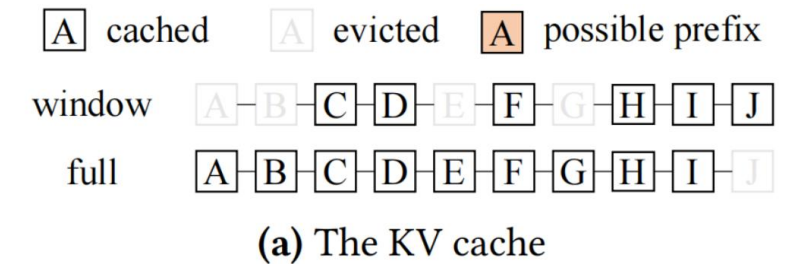 A cached A evicted A possible prefix
window A B C D E F G H I J
full A B C D E F G H I J
(a) The KV cache